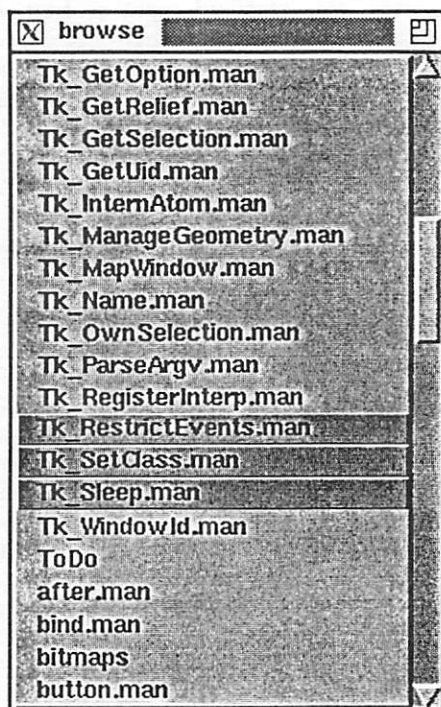 browse
Tk_GetOption.man
Tk_GetRelief.man
Tk_GetSelection.man
Tk_GetUid.man
Tk_InternAtom.man
Tk_ManageGeometry.man
Tk_MapWindow.man
Tk_Name.man
Tk_OwnSelection.man
Tk_ParseArgv.man
Tk_RegisterInterp.man
Tk_RestrictEvents.man
Tk_SetClass.man
Tk_Sleep.man
Tk_WindowId.man
ToDo
after.man
bind.man
bitmaps
button.man